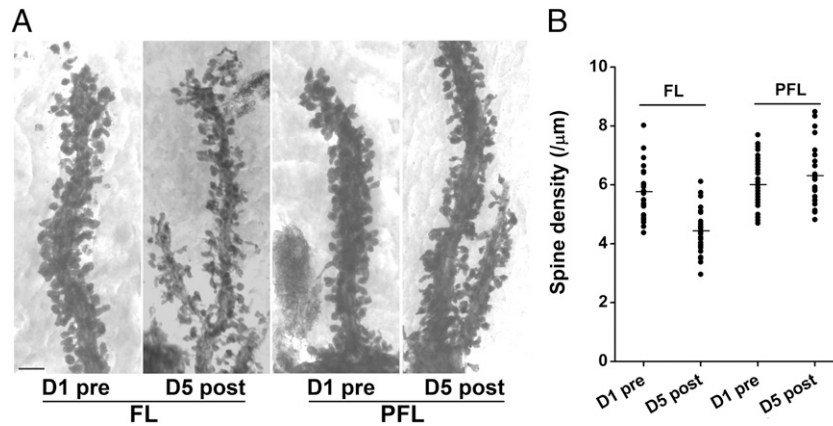 A
D1 pre D5 post D1 pre D5 post
FL PFL
B
Spine density (/μm)
10
8
6
4
2
0
FL PFL
D1 pre D5 post D1 pre D5 post